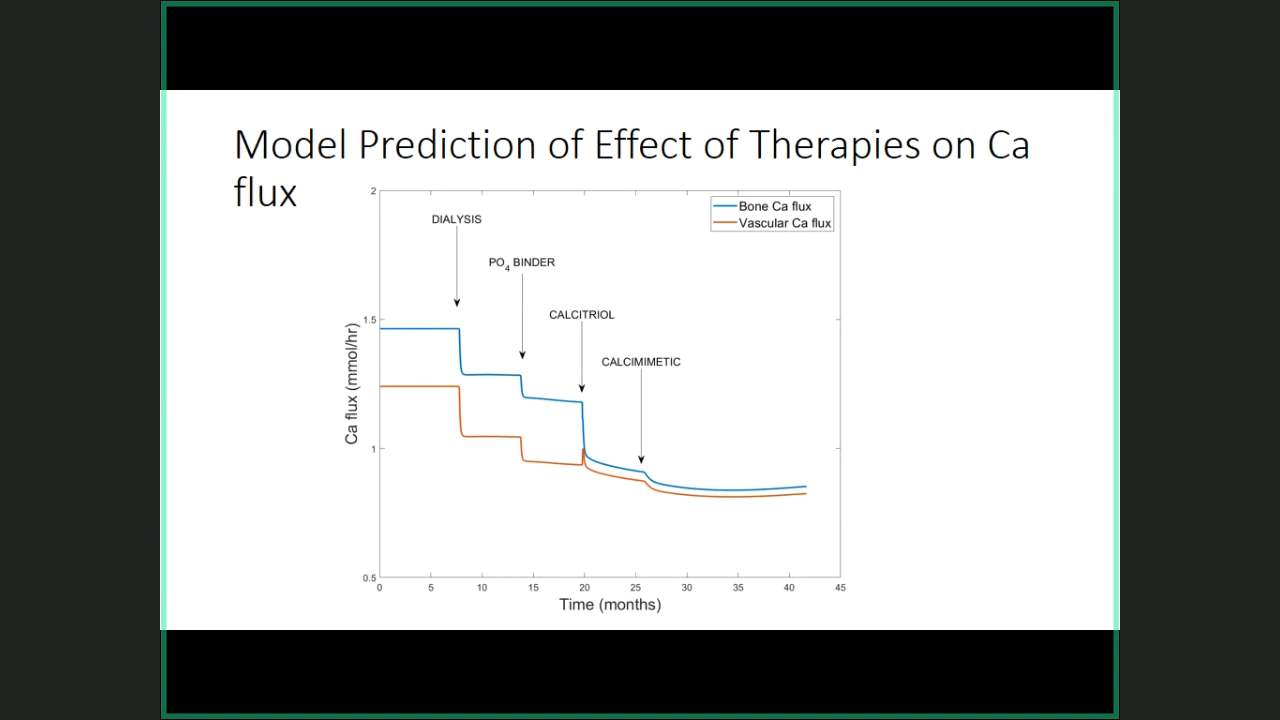 Model Prediction of Effect of Therapies on Ca
flux
2
Bone Ca flux
Vascular Ca flux
DIALYSIS
PO4 BINDER
CALCITRIOL
CALCIMIMETIC
1.5
1
0.5
Ca flux (mmol/hr)
0 5 10 15 20 25 30 35 40 45
Time (months)